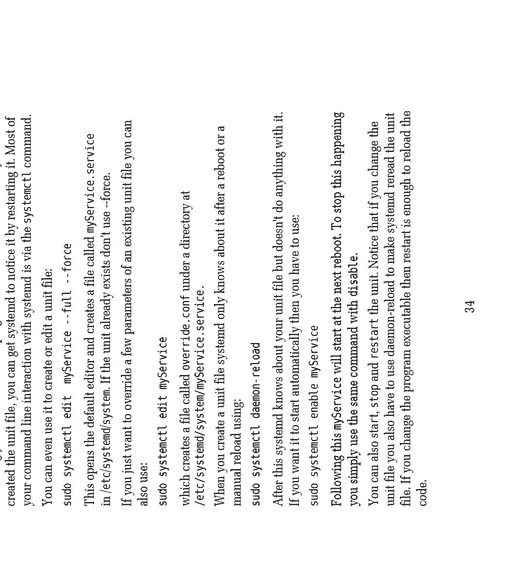 created the unit file, you can get systemd to notice it by restarting it. Most of
your command line interaction with systemd is via the systemctl command.
You can even use it to create or edit a unit file:
sudo systemctl edit  myService --full --force
This opens the default editor and creates a file called myService.service
in /etc/systemd/system. If the unit already exists don't use --force.
If you just want to override a few parameters of an existing unit file you can
also use:
sudo systemctl edit myService
which creates a file called override.conf under a directory at
/etc/systemd/system/myService.service.
When you create a unit file systemd only knows about it after a reboot or a
manual reload using:
sudo systemctl daemon-reload
After this systemd knows about your unit file but doesn't do anything with it.
If you want it to start automatically then you have to use:
sudo systemctl enable myService
Following this myService will start at the next reboot. To stop this happening
you simply use the same command with disable.
You can also start, stop and restart the unit. Notice that if you change the
unit file you also have to use daemon-reload to make systemd reread the unit
file. If you change the program executable then restart is enough to reload the
code.
34